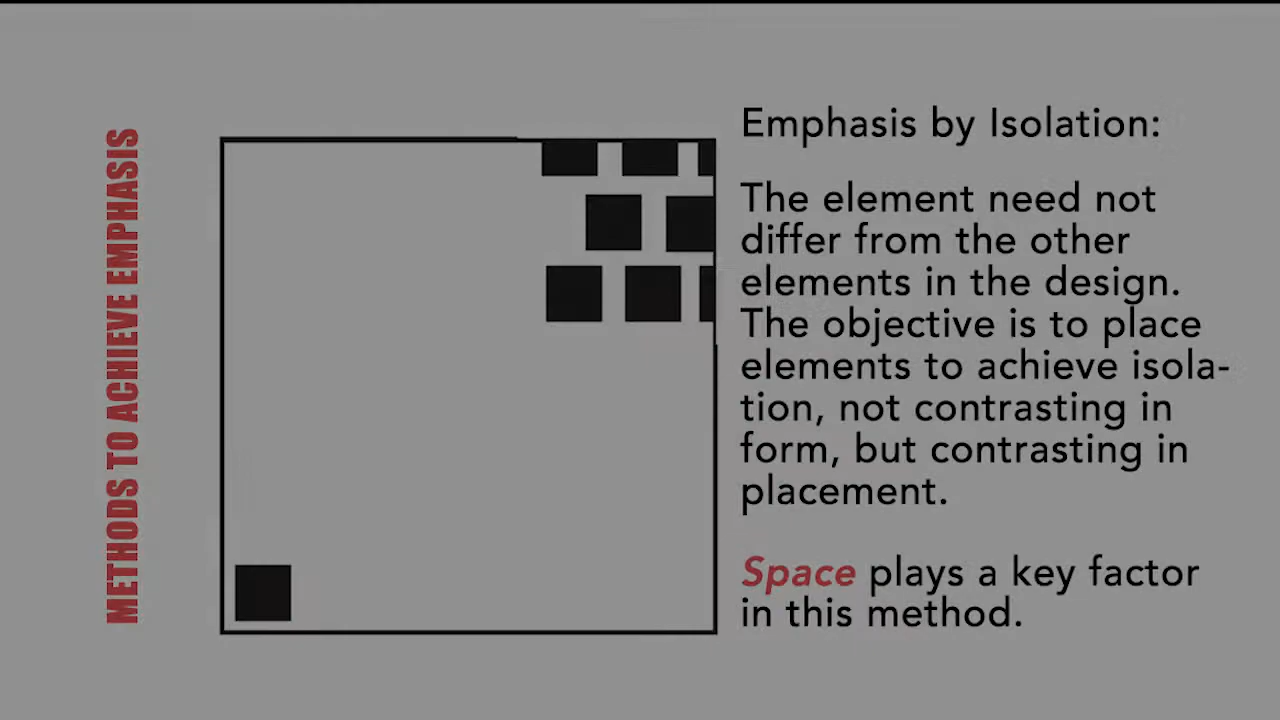 METHODS TO ACHIEVE EMPHASIS
Emphasis by Isolation:
The element need not
differ from the other
elements in the design.
The objective is to place
elements to achieve isola-
tion, not contrasting in
form, but contrasting in
placement.
Space plays a key factor
in this method.